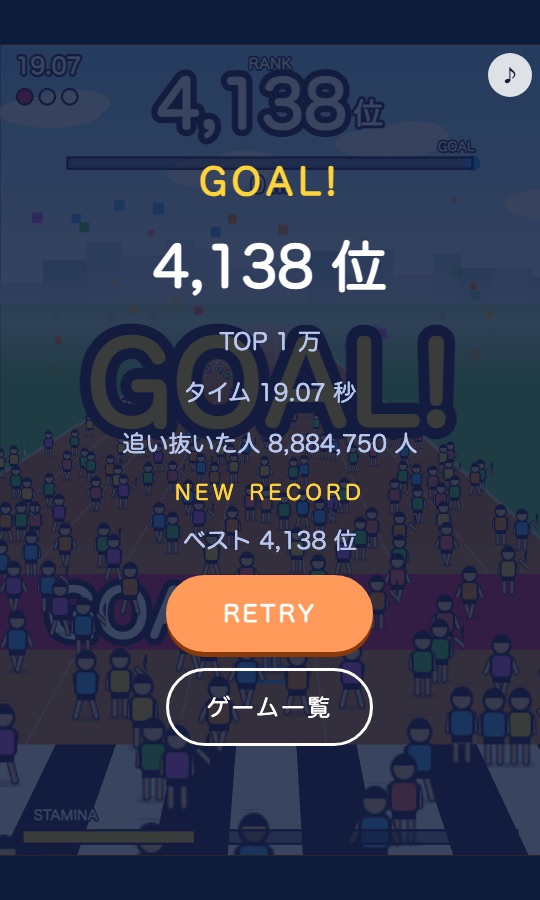 19.07
RANK
4,138位
♪
GOAL
GOAL!
4,138 位
TOP 1 万
GOAL!
タイム 19.07 秒
追い抜いた人 8,884,750 人
NEW RECORD
ベスト 4,138 位
RETRY
ゲーム一覧
STAMINA